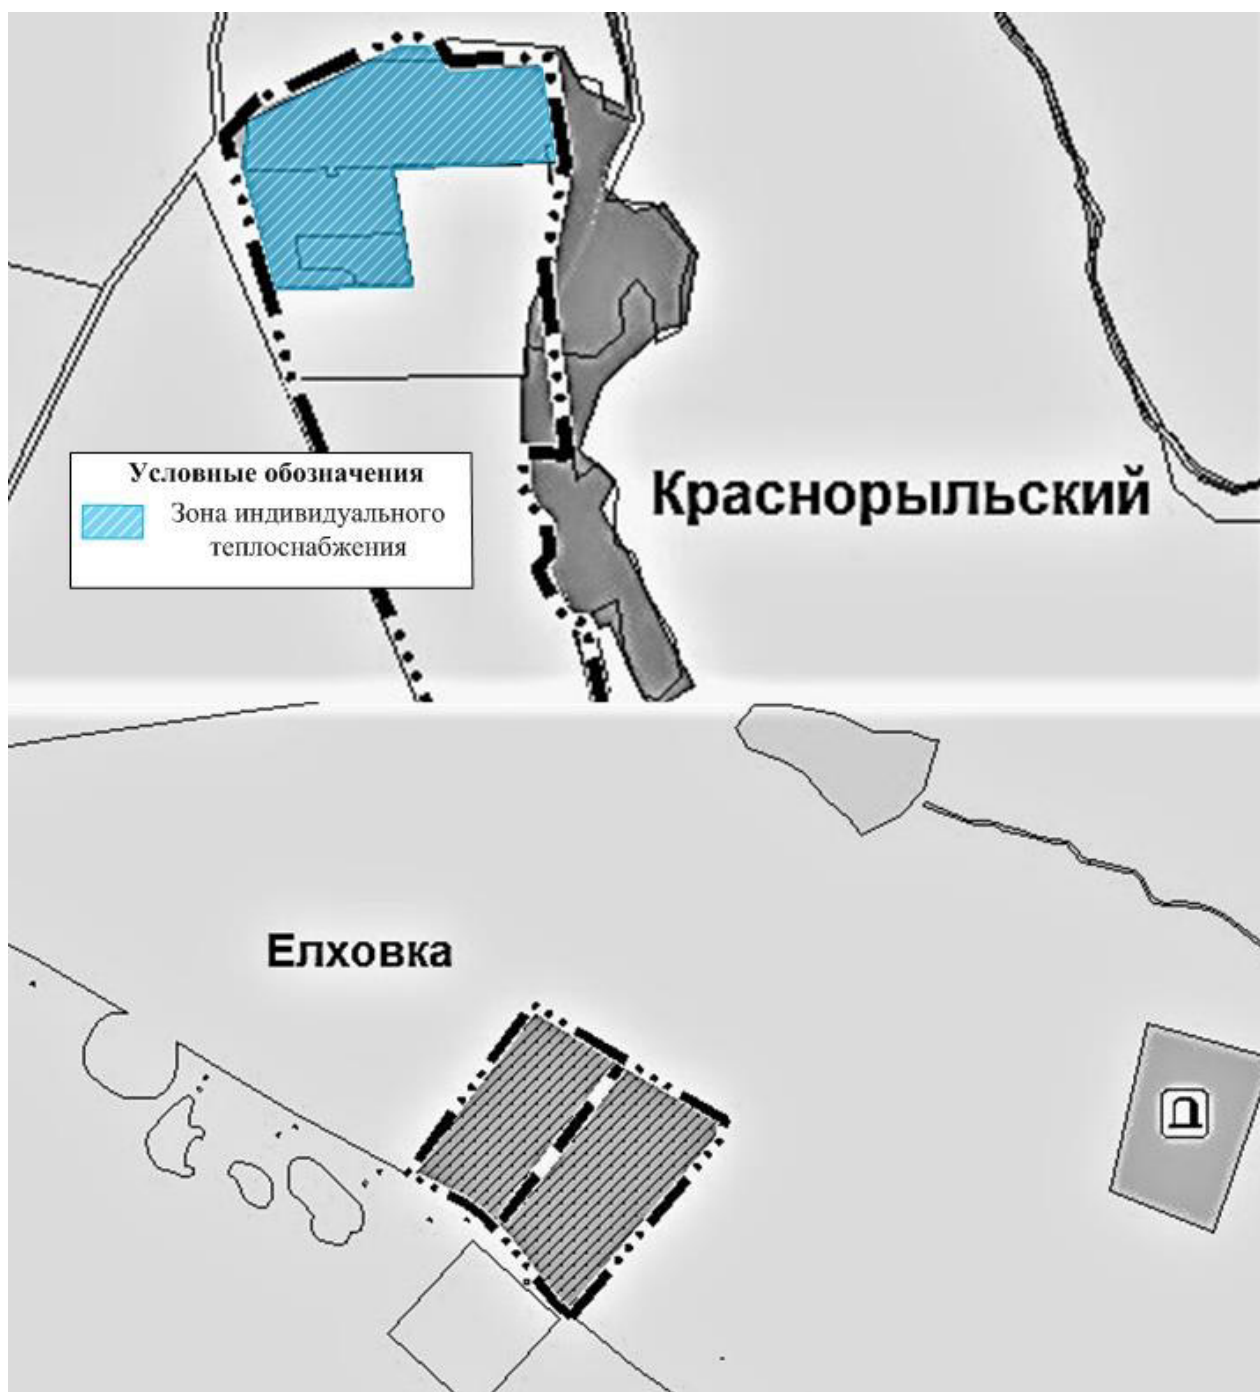 Условные обозначения
Зона индивидуального
теплоснабжения
Краснорыльский
Елховка